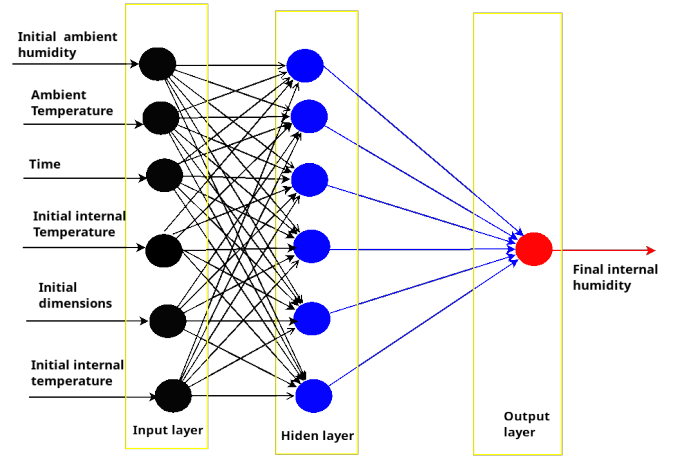 Initial ambient
humidity
Ambient
Temperature
Time
Initial internal
Temperature
Initial
dimensions
Initial internal
temperature
Input layer
Hiden layer
Output
layer
Final internal
humidity